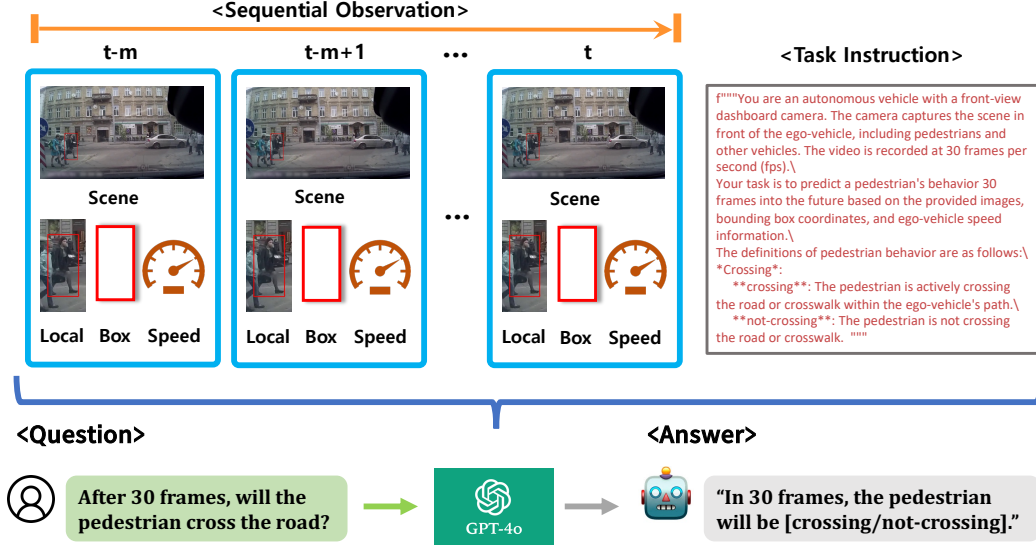 <Sequential Observation>
t-m
t-m+1
...
t
Scene
Local Box Speed
Scene
Local Box Speed
...
Scene
Local Box Speed
<Task Instruction>
f"""You are an autonomous vehicle with a front-view
dashboard camera. The camera captures the scene in
front of the ego-vehicle, including pedestrians and
other vehicles. The video is recorded at 30 frames per
second (fps).\
Your task is to predict a pedestrian's behavior 30
frames into the future based on the provided images,
bounding box coordinates, and ego-vehicle speed
information.\
The definitions of pedestrian behavior are as follows:\
*Crossing*:
**crossing**: The pedestrian is actively crossing
the road or crosswalk within the ego-vehicle's path.\
**not-crossing**: The pedestrian is not crossing
the road or crosswalk. """
<Question>
After 30 frames, will the
pedestrian cross the road?
GPT-4o
<Answer>
“In 30 frames, the pedestrian
will be [crossing/not-crossing].”